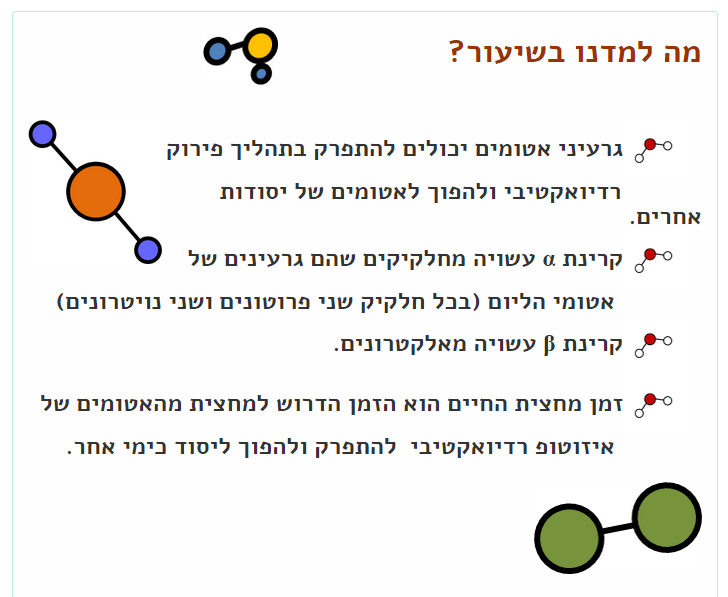 מה למדנו בשיעור?
גרעיני אטומים יכולים להתפרק בתהליך פירוק
רדיואקטיבי ולהפוך לאטומים של יסודות
אחרים.
קרינת α עשויה מחלקיקים שהם גרעינים של
אטומי הליום (בכל חלקיק שני פרוטונים ושני נויטרונים)
קרינת β עשויה מאלקטרונים.
זמן מחצית החיים הוא הזמן הדרוש למחצית מהאטומים של
איזוטופ רדיואקטיבי להתפרק ולהפוך ליסוד כימי אחר.